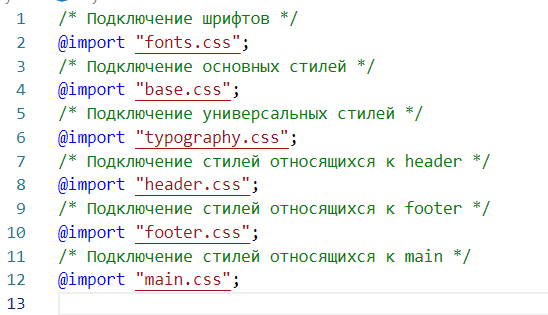 1 /* Подключение шрифтов */
2 @import "fonts.css";
3 /* Подключение основных стилей */
4 @import "base.css";
5 /* Подключение универсальных стилей */
6 @import "typography.css";
7 /* Подключение стилей относящихся к header */
8 @import "header.css";
9 /* Подключение стилей относящихся к footer */
10 @import "footer.css";
11 /* Подключение стилей относящихся к main */
12 @import "main.css";
13